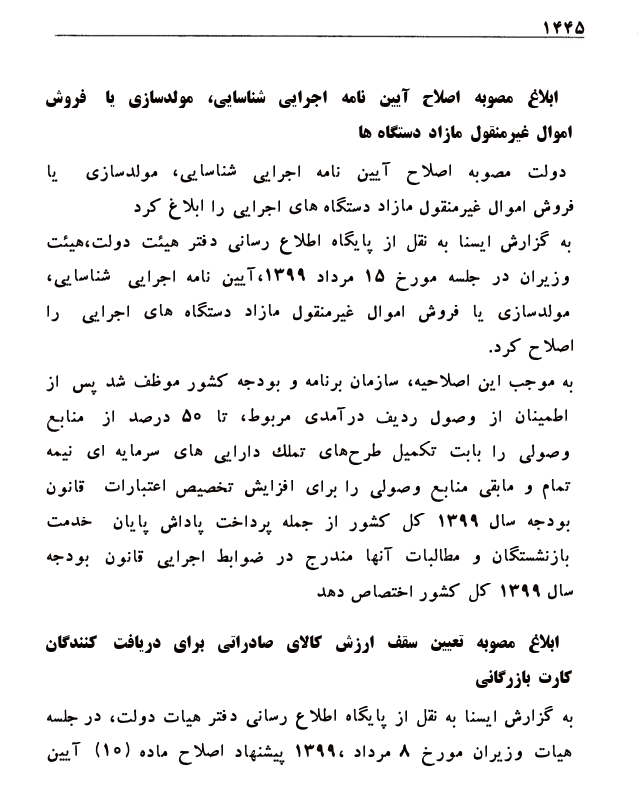 ۱۴۴۵
ابلاغ مصوبه اصلاح آیین نامه اجرایی شناسایی، مولدسازی یا فروش
اموال غیرمنقول مازاد دستگاه ها
دولت مصوبه اصلاح آیین نامه اجرایی شناسایی، مولدسازی یا
فروش اموال غیرمنقول مازاد دستگاه های اجرایی را ابلاغ کرد
به گزارش ایسنا به نقل از پایگاه اطلاع رسانی دفتر هیئت دولت،هیئت
وزیران در جلسه مورخ ۱۵ مرداد ۱۳۹۹،آیین نامه اجرایی شناسایی،
مولدسازی یا فروش اموال غیرمنقول مازاد دستگاه های اجرایی را
اصلاح کرد.
به موجب این اصلاحیه، سازمان برنامه و بودجه کشور موظف شد پس از
اطمینان از وصول ردیف درآمدی مربوط، تا ۵۰ درصد از منابع
وصولی را بابت تکمیل طرح‌های تملك دارایی های سرمایه ای نیمه
تمام و مابقی منابع وصولی را برای افزایش تخصیص اعتبارات قانون
بودجه سال ۱۳۹۹ کل کشور از جمله پرداخت پاداش پایان خدمت
بازنشستگان و مطالبات آنها مندرج در ضوابط اجرایی قانون بودجه
سال ۱۳۹۹ کل کشور اختصاص دهد
ابلاغ مصوبه تعیین سقف ارزش کالای صادراتی برای دریافت کنندگان
کارت بازرگانی
به گزارش ایسنا به نقل از پایگاه اطلاع رسانی دفتر هیات دولت، در جلسه
هیات وزیران مورخ ۸ مرداد ،۱۳۹۹ پیشنهاد اصلاح ماده (۱۰) آیین